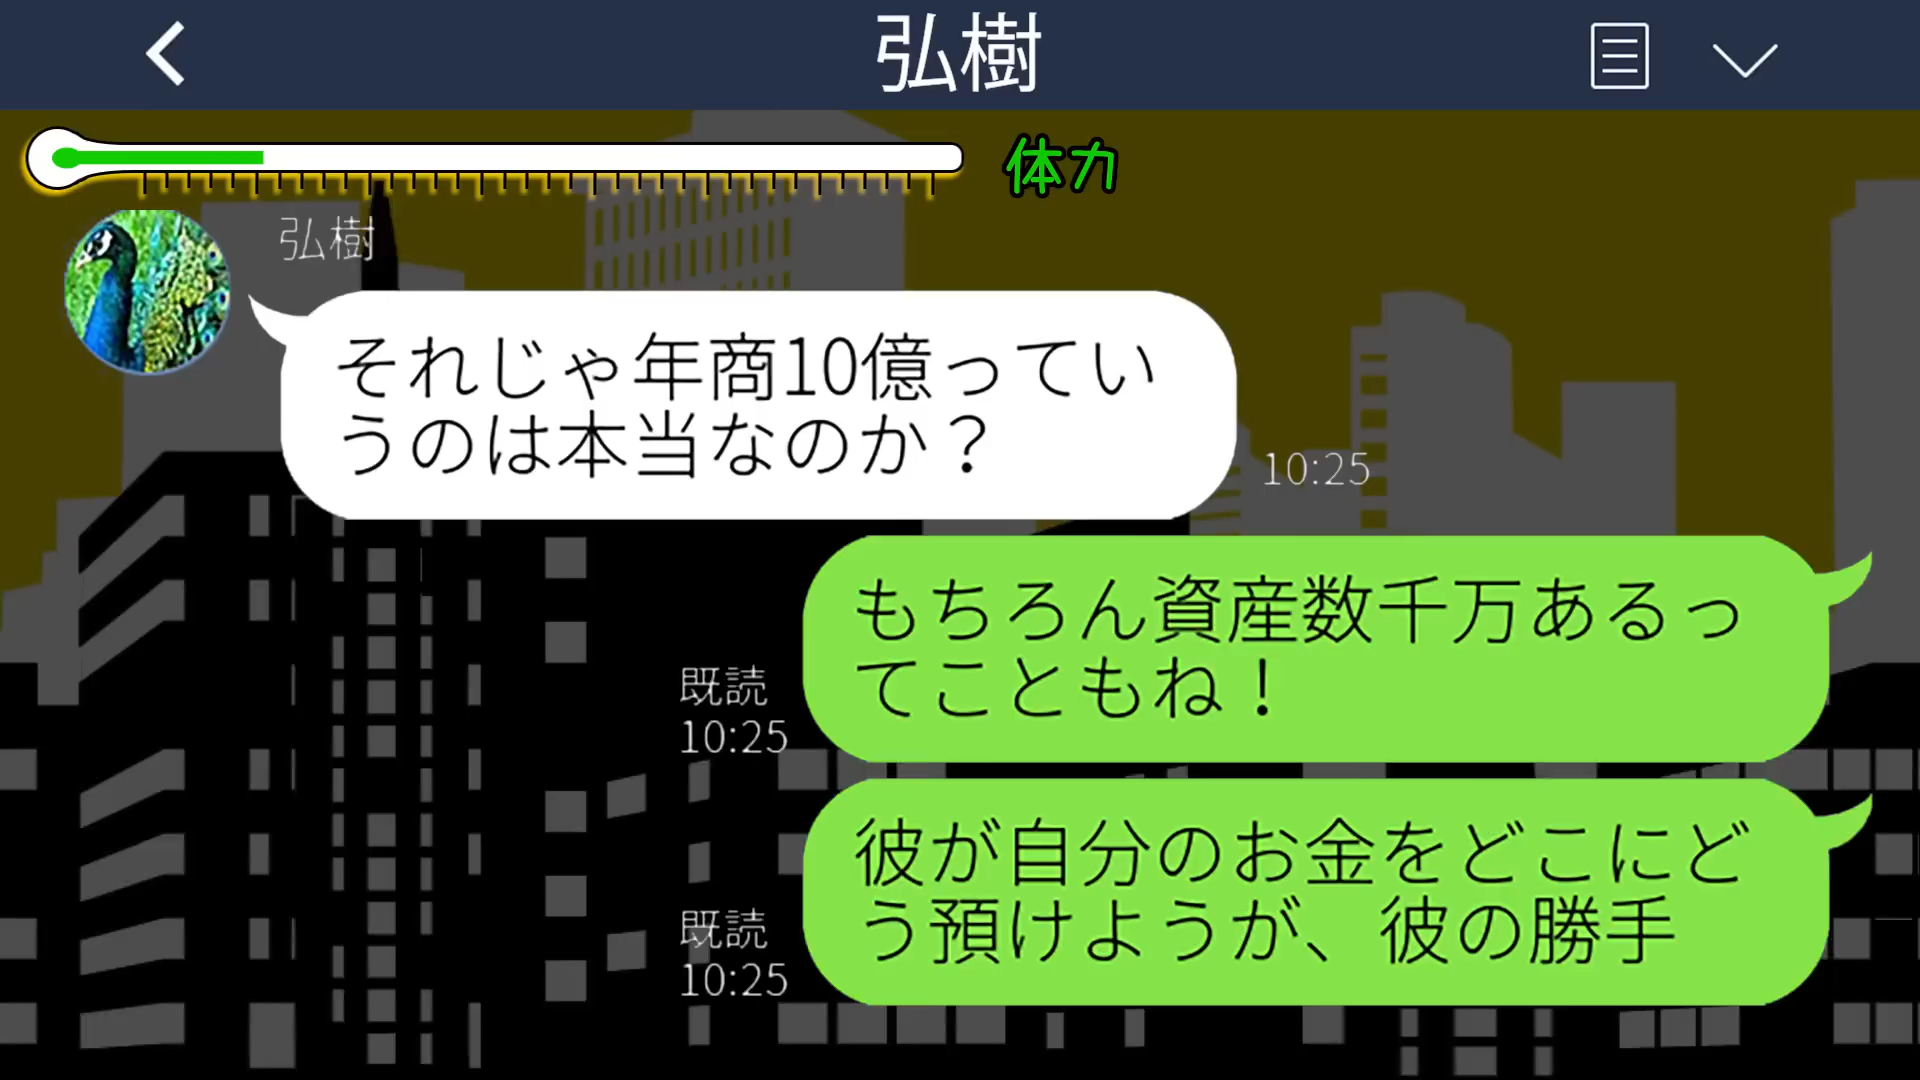 弘樹
体力
弘樹
それじゃ年商10億ってい
うのは本当なのか？
10:25
もちろん資産数千万あるっ
てこともね！
既読
10:25
彼が自分のお金をどこにど
う預けようが、彼の勝手
既読
10:25